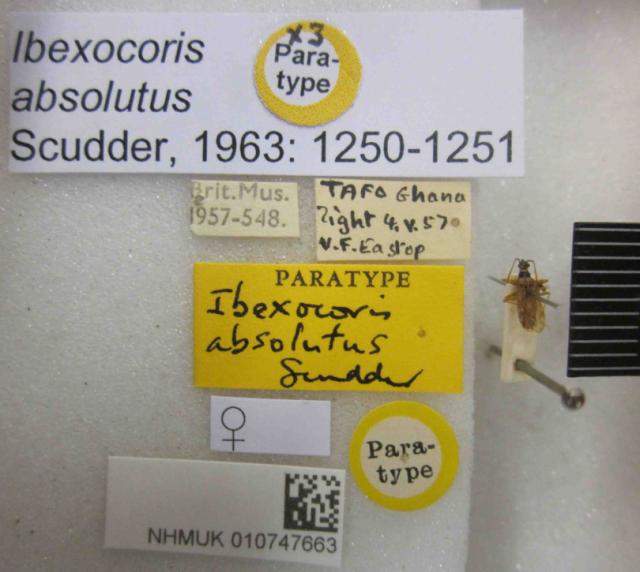 Ibexocoris
absolutus
Scudder, 1963: 1250-1251
x3
Para-
type
Brit.Mus.
1957-548.
TAFO Ghana
light 4.v.57
V.F.Eastop
PARATYPE
Ibexocoris
absolutus
Scudder
♀
Para-
type
NHMUK 010747663